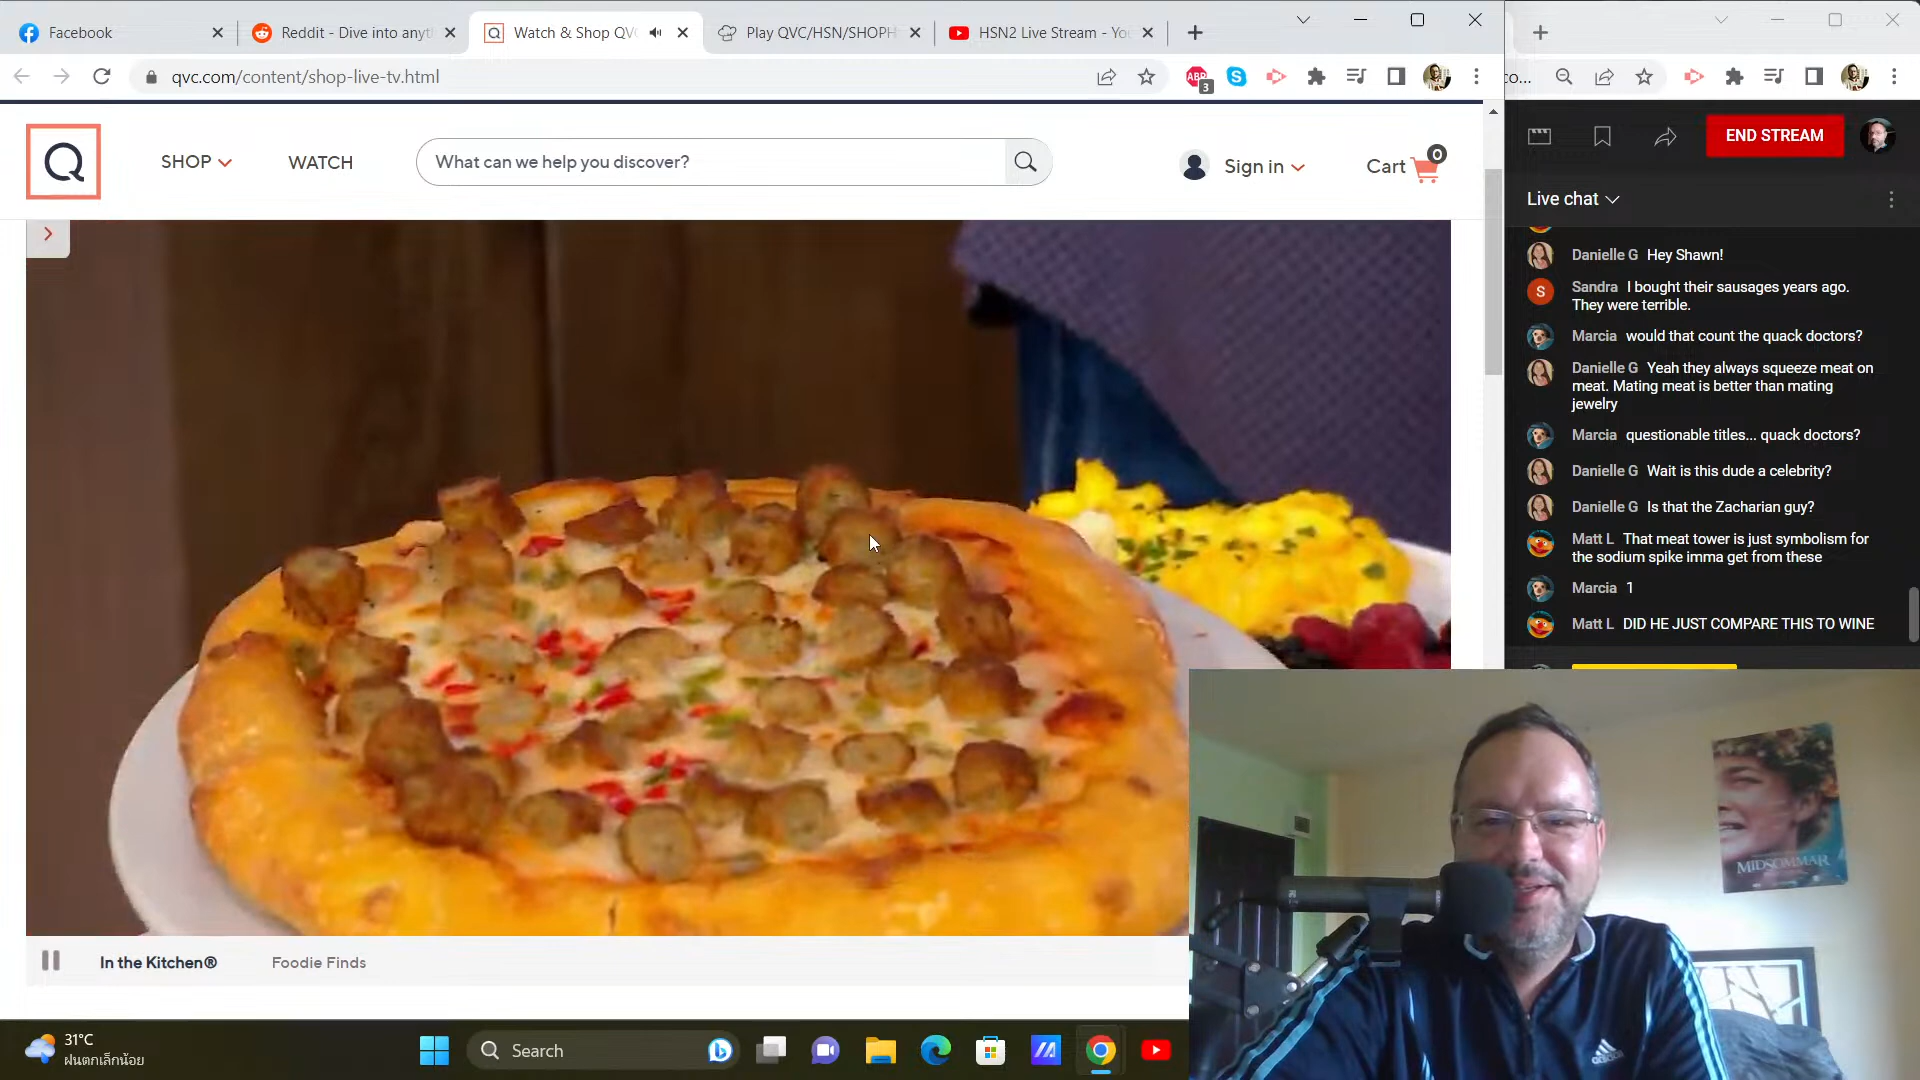 Facebook
Reddit - Dive into anyt
Watch & Shop QV
Play QVC/HSN/SHOPH
HSN2 Live Stream - Yo
qvc.com/content/shop-live-tv.html
ABP
3
co...
Q
SHOP
WATCH
What can we help you discover?
Sign in
Cart
0
END STREAM
Live chat
Danielle G Hey Shawn!
S
Sandra I bought their sausages years ago.
They were terrible.
Marcia would that count the quack doctors?
Danielle G Yeah they always squeeze meat on
meat. Mating meat is better than mating
jewelry
Marcia questionable titles... quack doctors?
Danielle G Wait is this dude a celebrity?
Danielle G Is that the Zacharian guy?
Matt L That meat tower is just symbolism for
the sodium spike imma get from these
Marcia 1
Matt L DID HE JUST COMPARE THIS TO WINE
MIDSOMMAR
adidas
In the Kitchen®
Foodie Finds
31°C
ฝนตกเล็กน้อย
Search